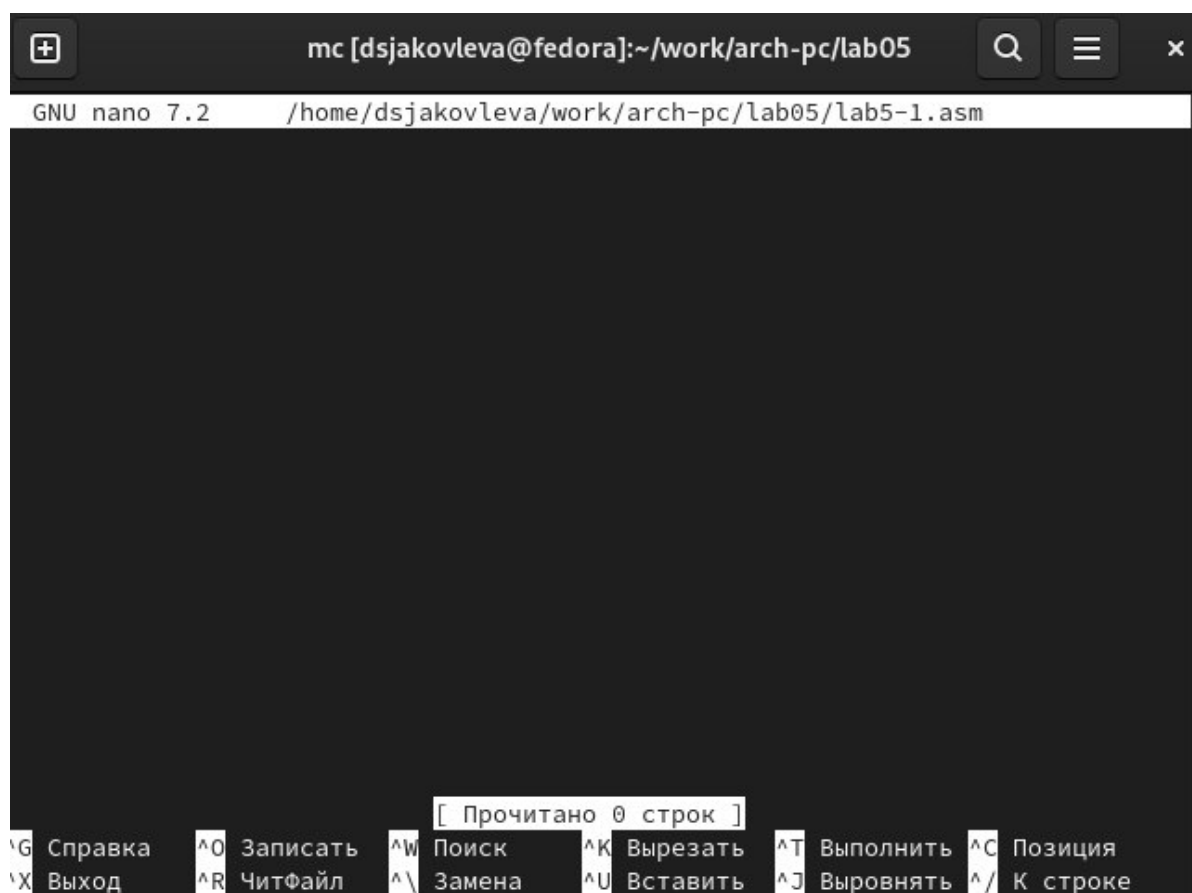 mc [dsjakovleva@fedora]:~/work/arch-pc/lab05
GNU nano 7.2 /home/dsjakovleva/work/arch-pc/lab05/lab5-1.asm
[ Прочитано 0 строк ]
^G Справка ^O Записать ^W Поиск ^K Вырезать ^T Выполнить ^C Позиция
^X Выход ^R ЧитФайл ^\ Замена ^U Вставить ^J Выровнять ^/ К строке